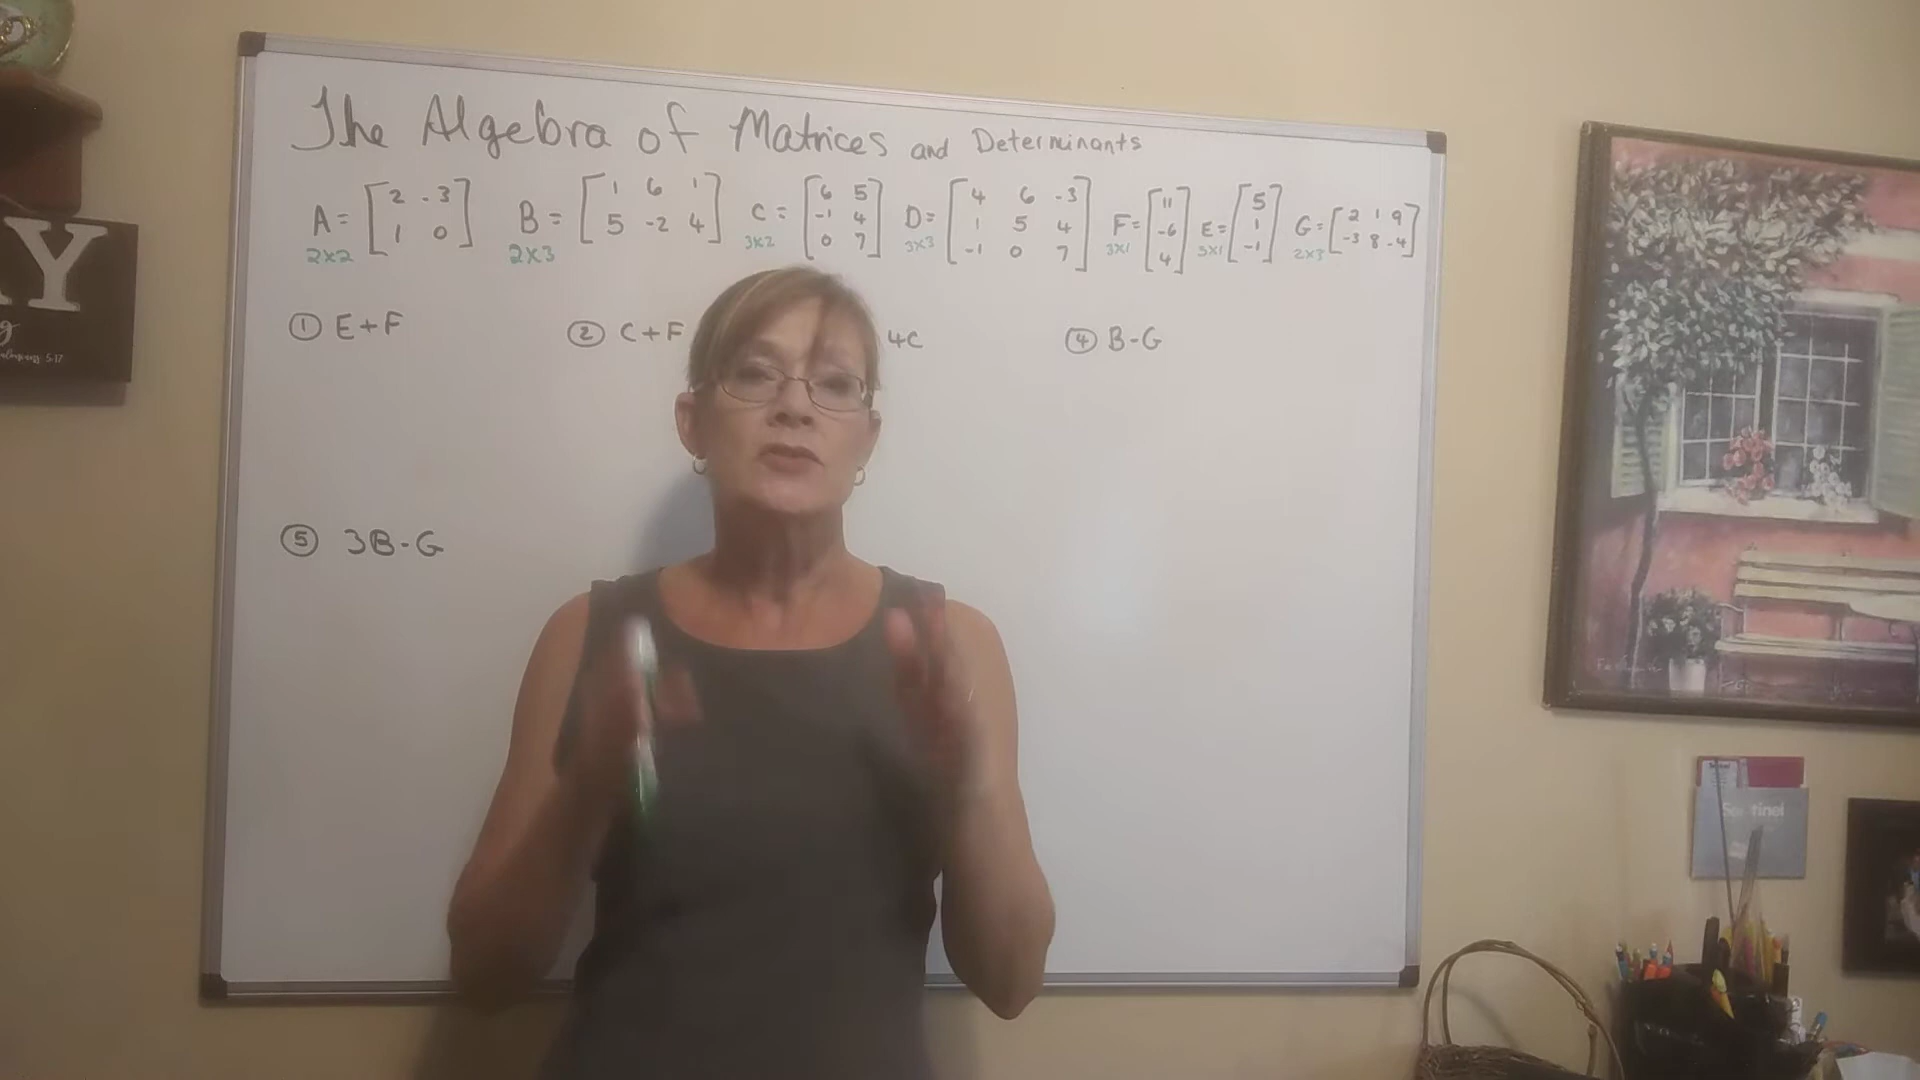 The Algebra of Matrices and Determinants
A = [2 -3] B = [1 6 1] C = [6 5] D = [4 6 -3] F = [11] E = [5] G = [2 1 9]
[1 0] [5 -2 4] [-1 4] [1 5 4] [-6] [1] [-3 8 -4]
[0 7] [-1 0 7] [4] [-1]
2x2 2x3 3x2 3x3 3x1 3x1 2x3
① E+F ② C+F 4C ④ B-G
⑤ 3B-G
Y
5:17